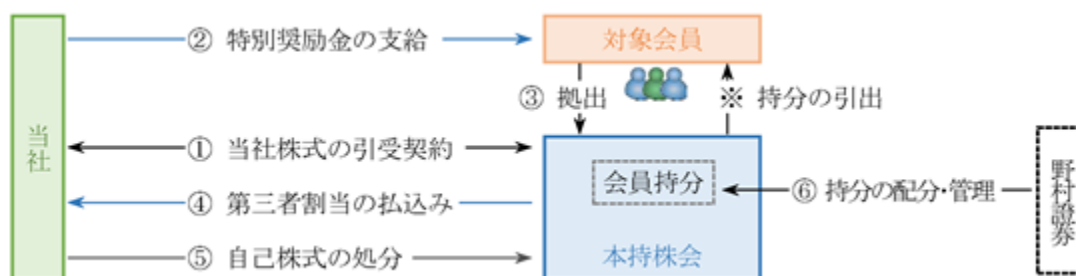 ② 特別奨励金の支給
対象会員
③ 拠出
※ 持分の引出
当社
① 当社株式の引受契約
会員持分
⑥ 持分の配分・管理
野村證券
④ 第三者割当の払込み
⑤ 自己株式の処分
本持株会